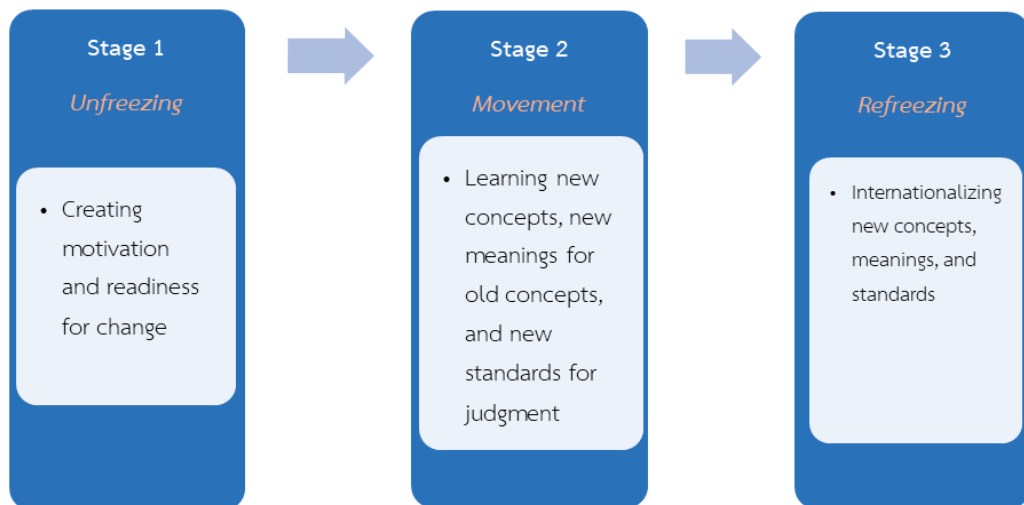 Stage 1
Unfreezing
• Creating
motivation
and readiness
for change
Stage 2
Movement
• Learning new
concepts, new
meanings for
old concepts,
and new
standards for
judgment
Stage 3
Refreezing
• Internationalizing
new concepts,
meanings, and
standards